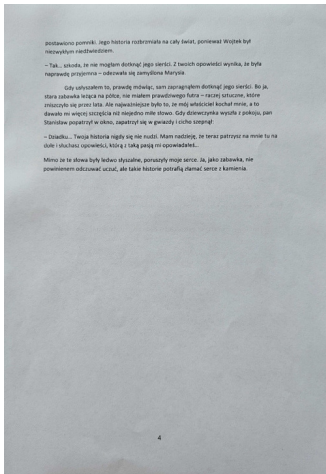 postawiono pomniki. Jego historia rozbrzmiała na cały świat, ponieważ Wojtek był
niezwykłym niedźwiedziem.
– Tak... szkoda, że nie mogłam dotknąć jego sierści. Z twoich opowieści wynika, że była
naprawdę przyjemna – odezwała się zamyślona Marysia.
Gdy usłyszałem to, prawdę mówiąc, sam zapragnąłem dotknąć jego sierści. Bo ja,
stara zabawka leżąca na półce, nie miałem prawdziwego futra – raczej sztuczne, które
zniszczyło się przez lata. Ale najważniejsze było to, że mój właściciel kochał mnie, a to
dawało mi więcej szczęścia niż niejedno miłe słowo. Gdy dziewczynka wyszła z pokoju, pan
Stanisław popatrzył w okno, zapatrzył się w gwiazdy i cicho szepnął:
– Dziadku... Twoja historia nigdy się nie nudzi. Mam nadzieję, że teraz patrzysz na mnie tu na
dole i słuchasz opowieści, którą z taką pasją mi opowiadałeś...
Mimo że te słowa były ledwo słyszalne, poruszyły moje serce. Ja, jako zabawka, nie
powinienem odczuwać uczuć, ale takie historie potrafią złamać serce z kamienia.
4